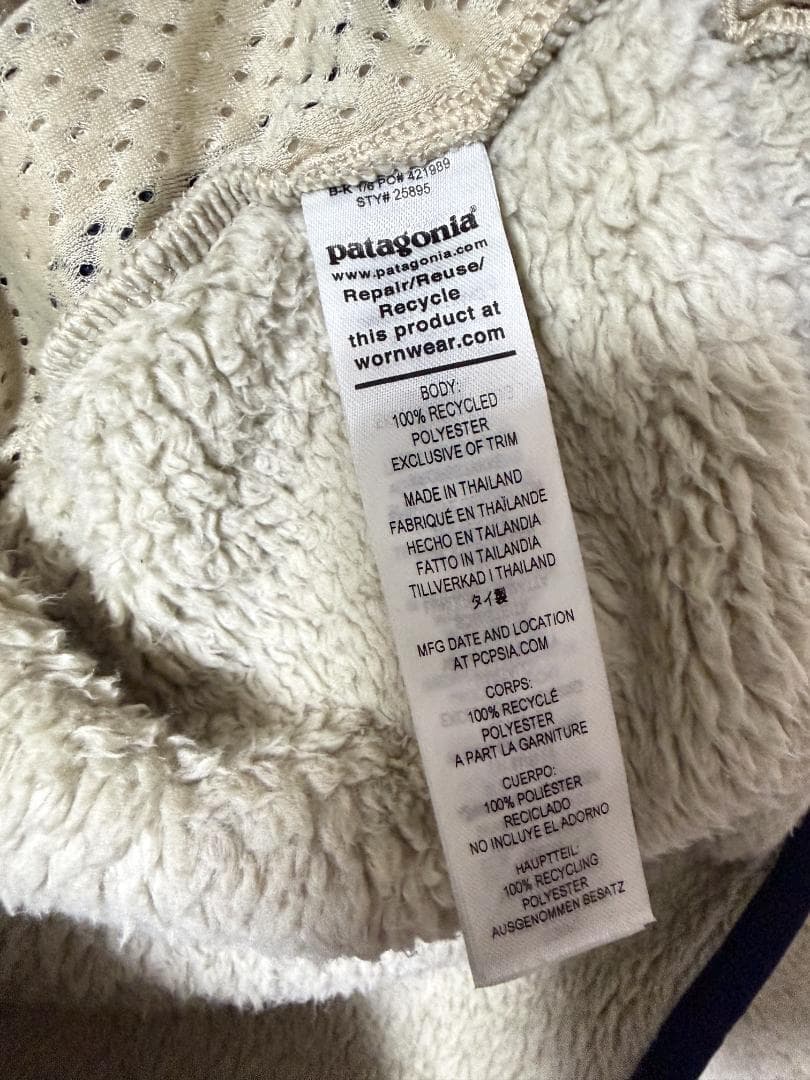 B-K 1/6 PO# 421989
STY# 25895
patagonia®
www.patagonia.com
Repair/Reuse/
Recycle
this product at
wornwear.com
BODY:
100% RECYCLED
POLYESTER
EXCLUSIVE OF TRIM
MADE IN THAILAND
FABRIQUÉ EN THAÏLANDE
HECHO EN TAILANDIA
FATTO IN TAILANDIA
TILLVERKAD I THAILAND
タイ製
MFG DATE AND LOCATION
AT PCPSIA.COM
CORPS:
100% RECYCLÉ
POLYESTER
A PART LA GARNITURE
CUERPO:
100% POLIÉSTER
RECICLADO
NO INCLUYE EL ADORNO
HAUPTTEIL:
100% RECYCLING
POLYESTER
AUSGENOMMEN BESATZ